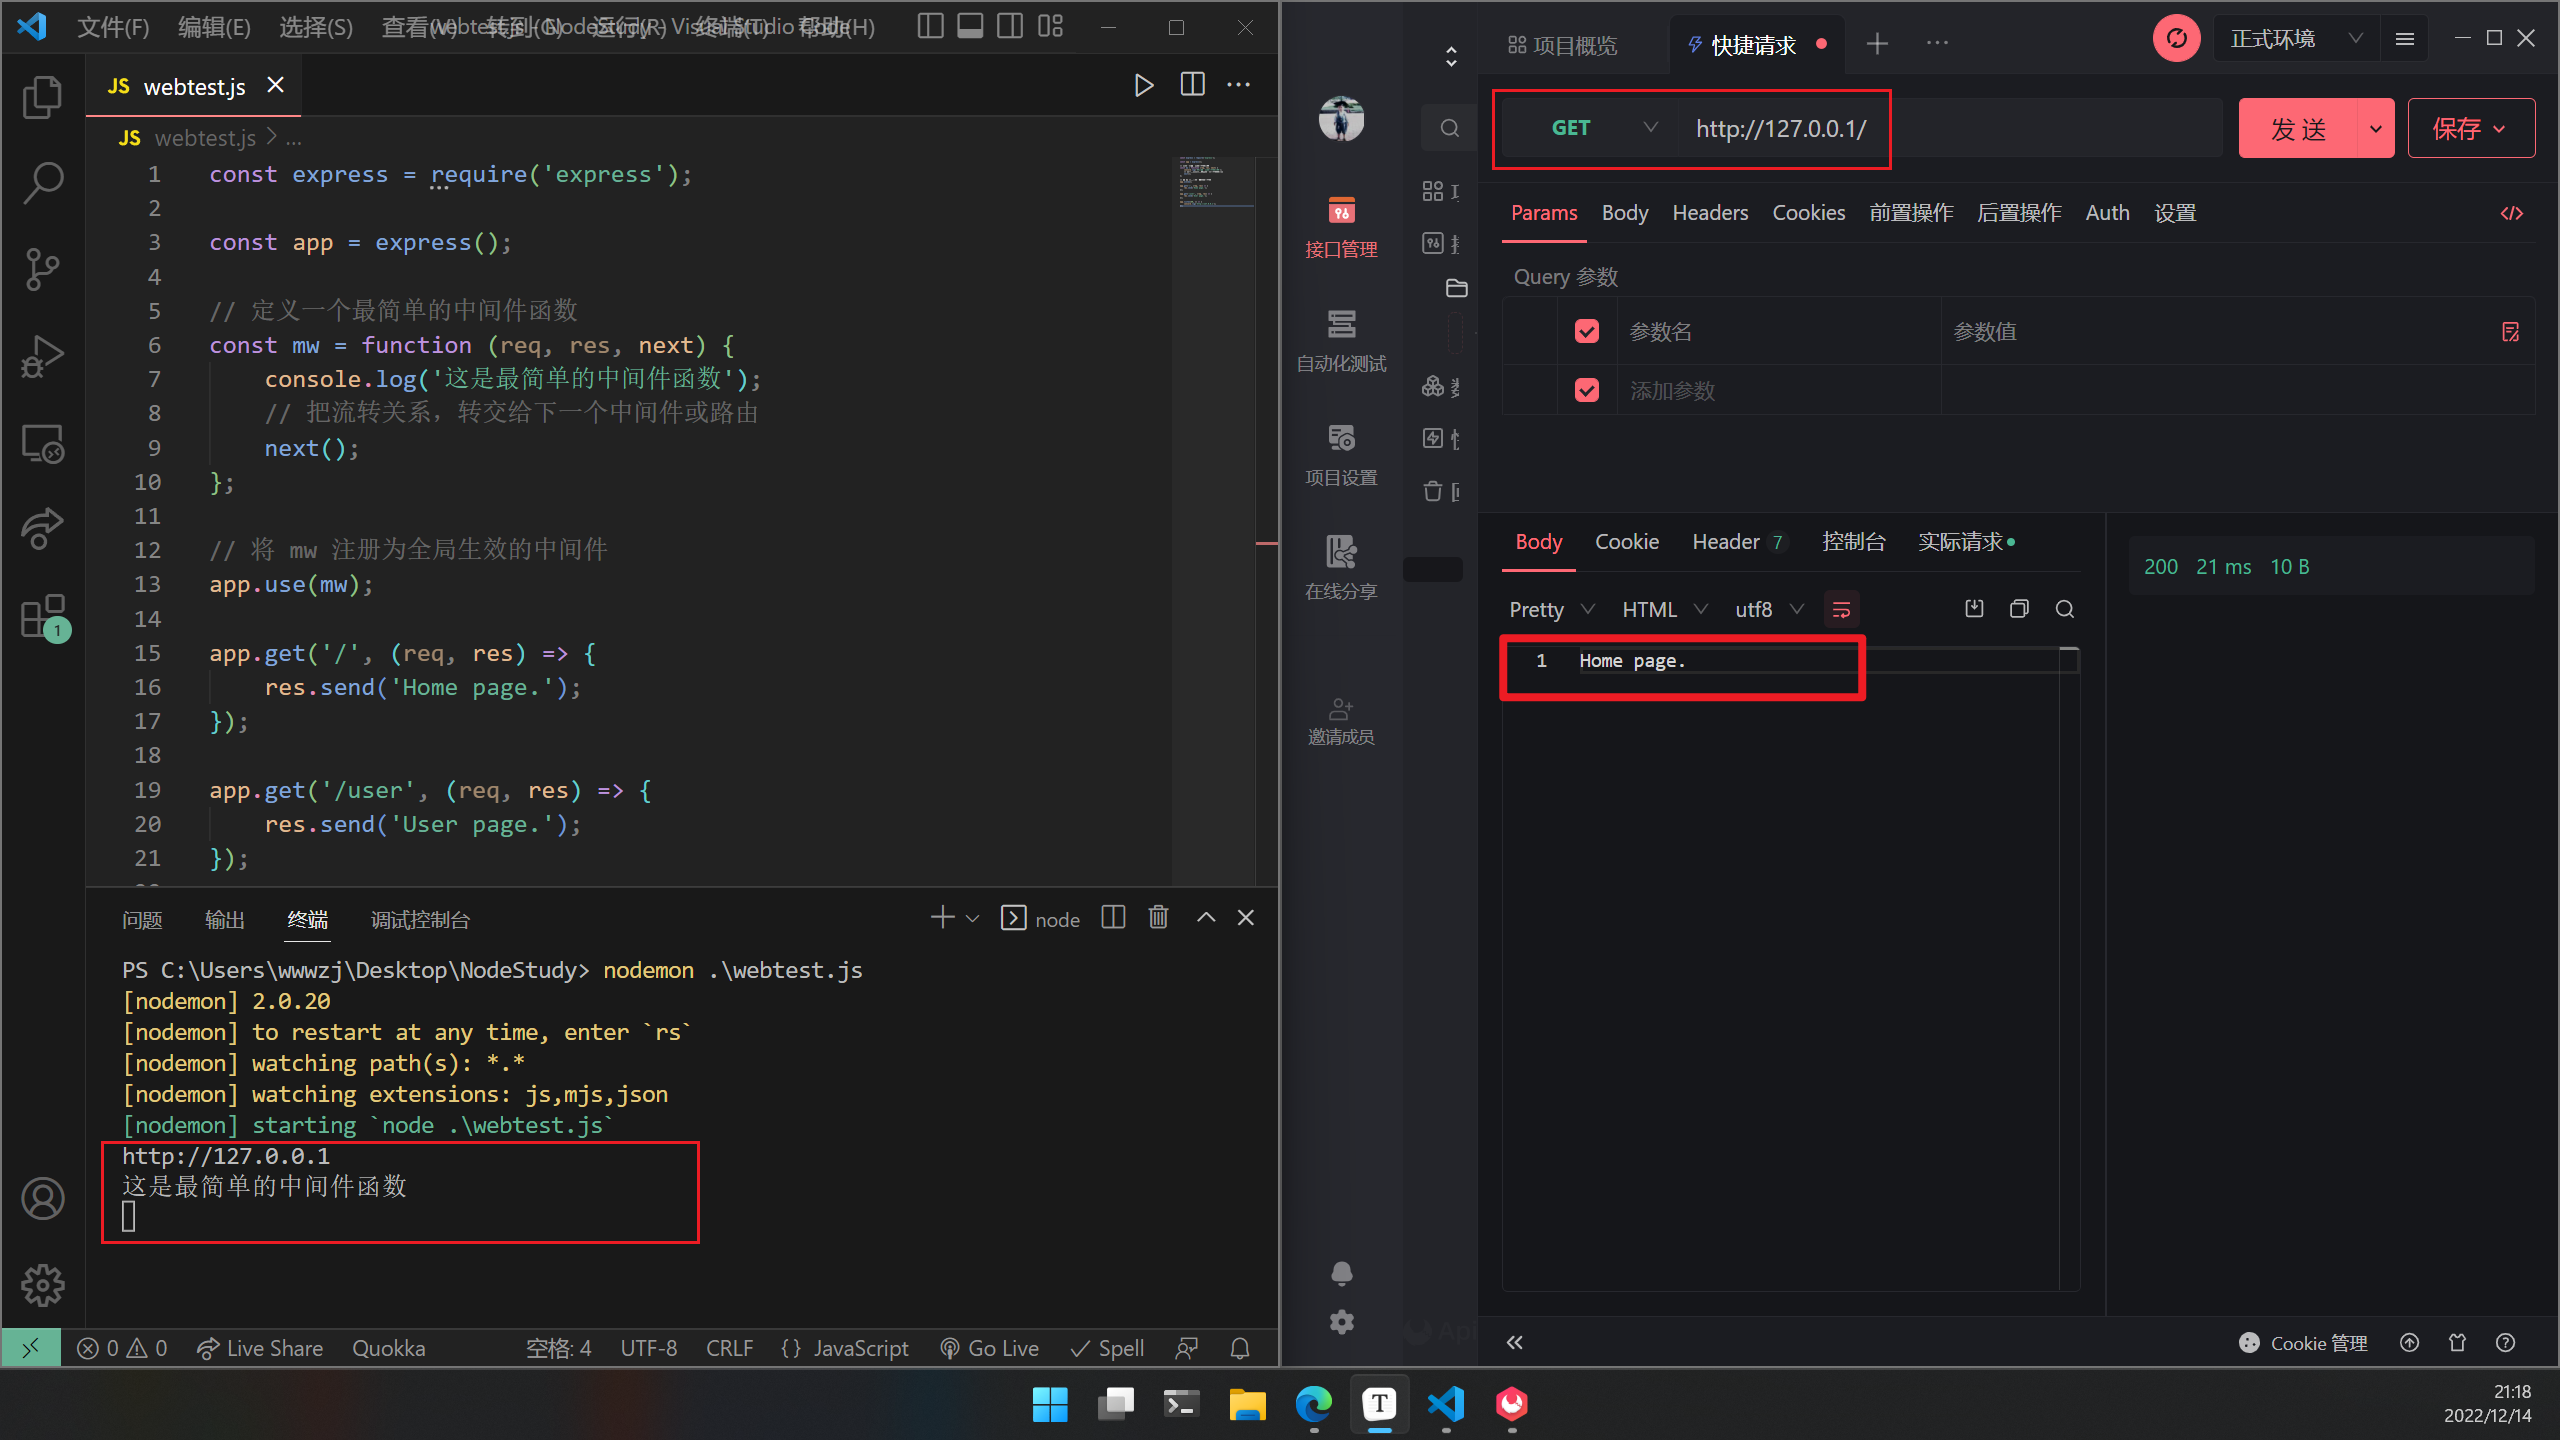 文件(F) 编辑(E) 选择(S) 查看(V) 转到(G) 运行(R) 终端(T) 帮助(H)
webtest.js - NodeStudy - Visual Studio Code
JS webtest.js
JS webtest.js > ...
1 const express = require('express');
2
3 const app = express();
4
5 // 定义一个最简单的中间件函数
6 const mw = function (req, res, next) {
7 console.log('这是最简单的中间件函数');
8 // 把流转关系，转交给下一个中间件或路由
9 next();
10 };
11
12 // 将 mw 注册为全局生效的中间件
13 app.use(mw);
14
15 app.get('/', (req, res) => {
16 res.send('Home page.');
17 });
18
19 app.get('/user', (req, res) => {
20 res.send('User page.');
21 });
问题 输出 终端 调试控制台
node
PS C:\Users\wwwzj\Desktop\NodeStudy> nodemon .\webtest.js
[nodemon] 2.0.20
[nodemon] to restart at any time, enter `rs`
[nodemon] watching path(s): *.*
[nodemon] watching extensions: js,mjs,json
[nodemon] starting `node .\webtest.js`
http://127.0.0.1
这是最简单的中间件函数
1
0 0 Live Share Quokka 空格: 4 UTF-8 CRLF {} JavaScript Go Live Spell
接口管理
自动化测试
项目设置
在线分享
邀请成员
项目概览 快捷请求
正式环境
GET http://127.0.0.1/
发 送 保存
Params Body Headers Cookies 前置操作 后置操作 Auth 设置
</>
Query 参数
参数名 参数值
添加参数
Body Cookie Header 7 控制台 实际请求
200 21 ms 10 B
Pretty HTML utf8
1 Home page.
Cookie 管理
21:18
2022/12/14